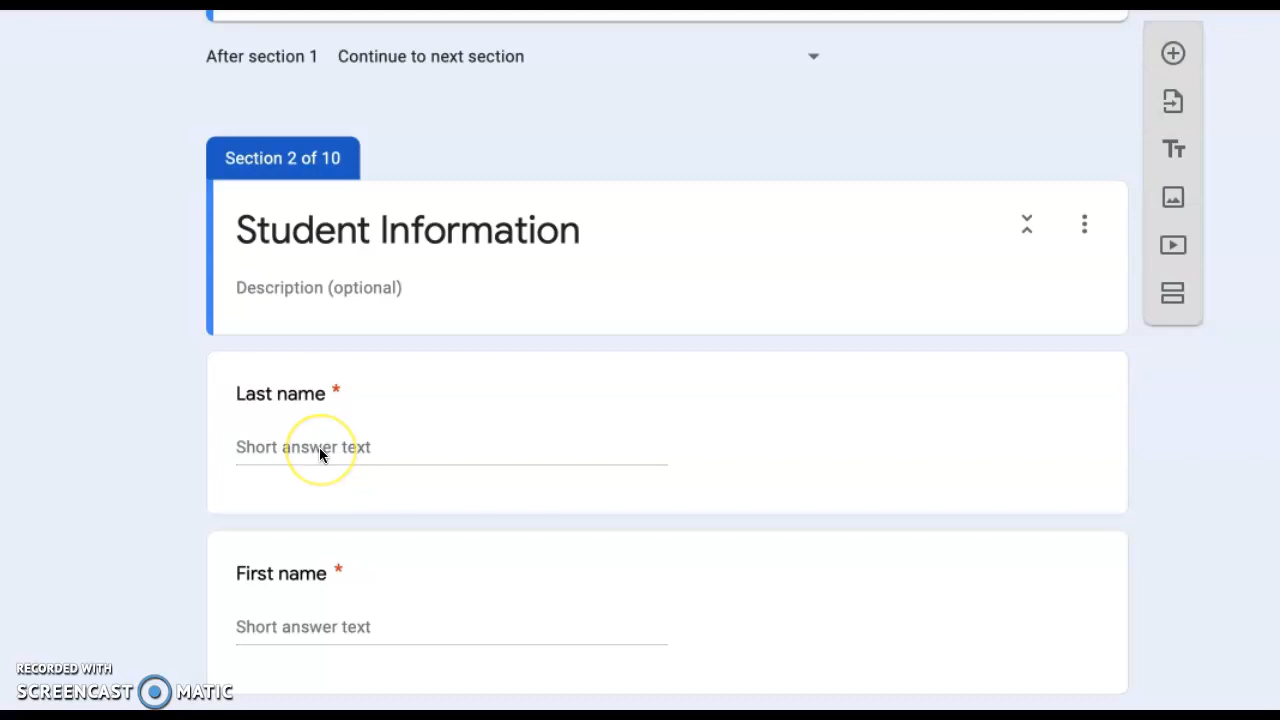 After section 1 Continue to next section
Section 2 of 10
Tt
Student Information
Description (optional)
Last name *
Short answer text
First name *
Short answer text
RECORDED WITH
SCREENCAST MATIC